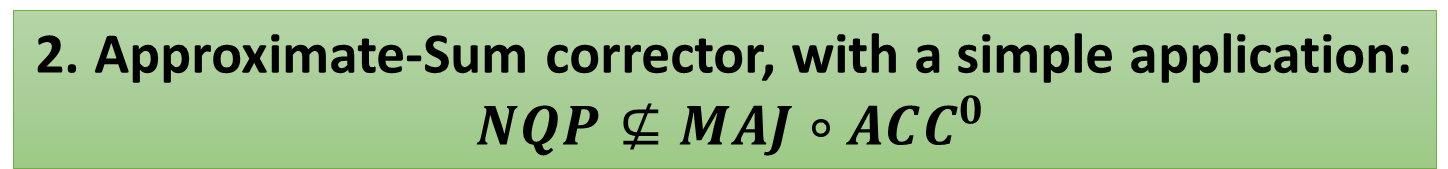 2. Approximate-Sum corrector, with a simple application:
NQP ⊈ MAJ ∘ ACC⁰